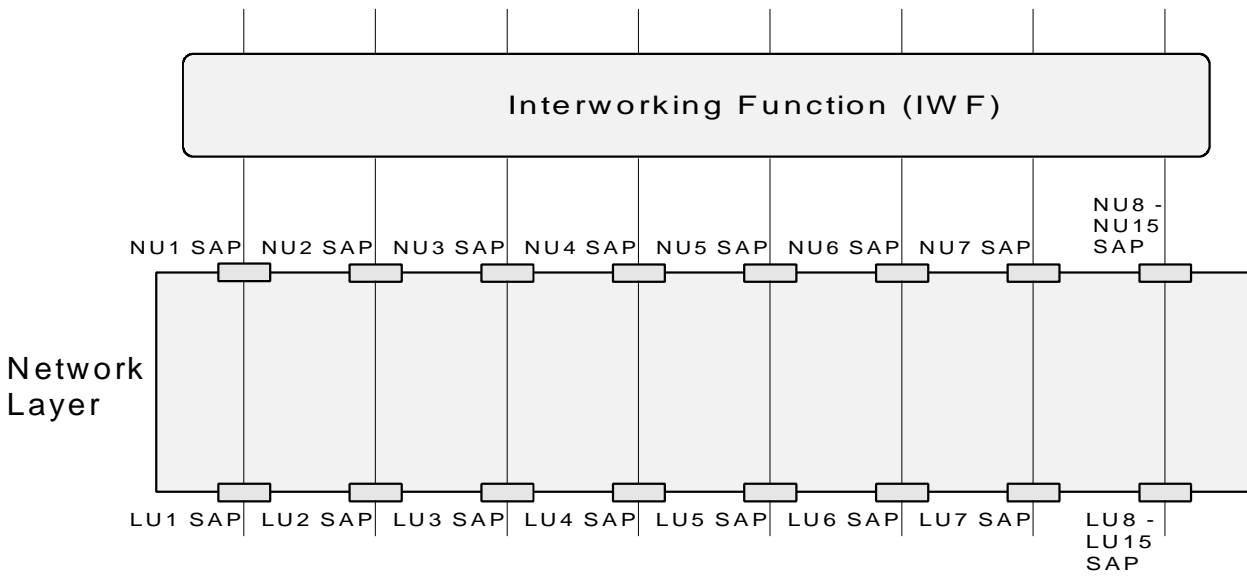 Interworking Function (IWF)
NU1 SAP NU2 SAP NU3 SAP NU4 SAP NU5 SAP NU6 SAP NU7 SAP
NU8 -
NU15
SAP
Network
Layer
LU1 SAP LU2 SAP LU3 SAP LU4 SAP LU5 SAP LU6 SAP LU7 SAP
LU8 -
LU15
SAP